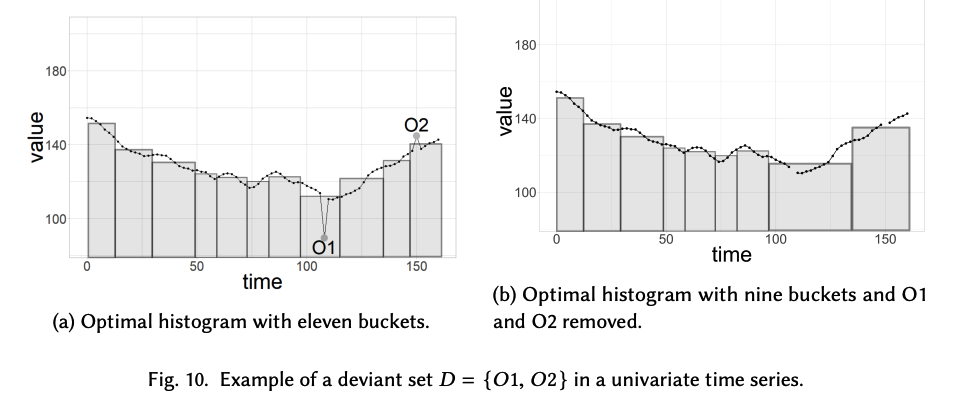 180
140
100
value
O2
O1
0
50
100
150
time
(a) Optimal histogram with eleven buckets.
180
140
100
value
0
50
100
150
time
(b) Optimal histogram with nine buckets and O1
and O2 removed.
Fig. 10. Example of a deviant set D = {O1, O2} in a univariate time series.